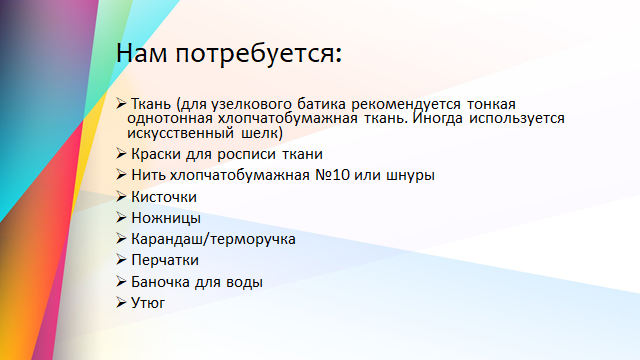 Нам потребуется:
➢ Ткань (для узелкового батика рекомендуется тонкая
однотонная хлопчатобумажная ткань. Иногда используется
искусственный шелк)
➢ Краски для росписи ткани
➢ Нить хлопчатобумажная №10 или шнуры
➢ Кисточки
➢ Ножницы
➢ Карандаш/терморучка
➢ Перчатки
➢ Баночка для воды
➢ Утюг